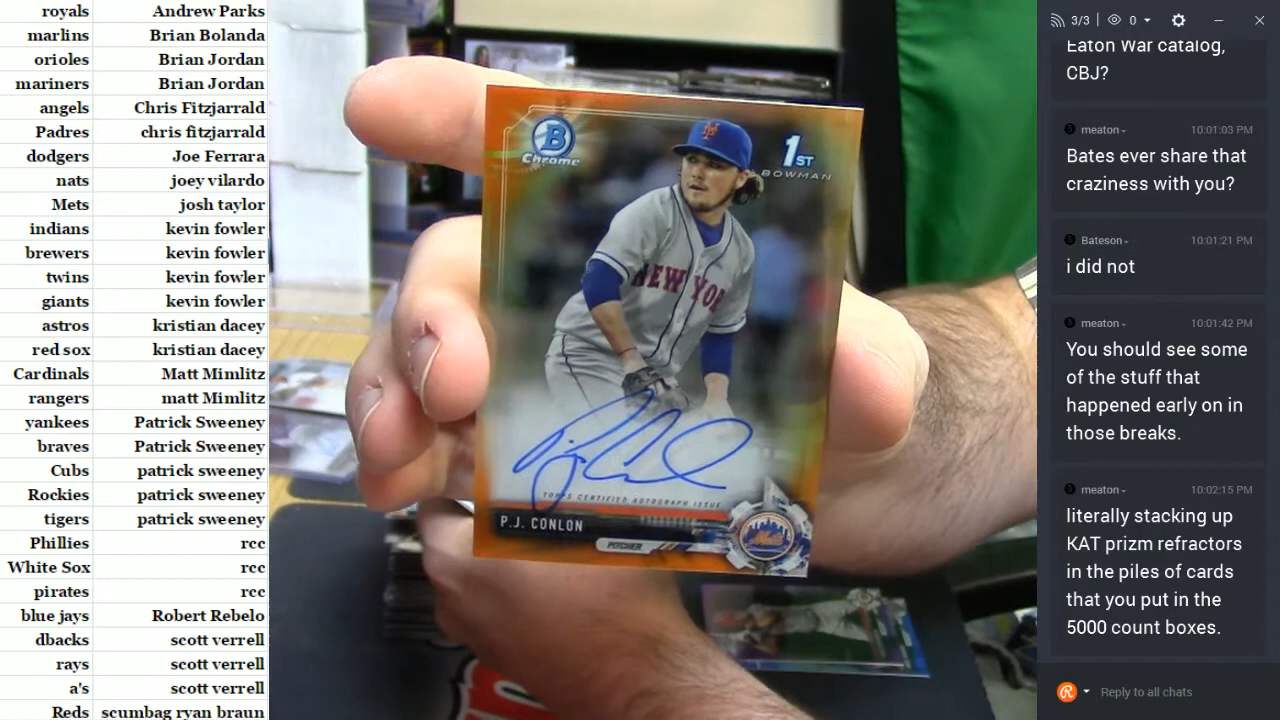 royals Andrew Parks
marlins Brian Bolanda
orioles Brian Jordan
mariners Brian Jordan
angels Chris Fitzjarrald
Padres chris fitzjarrald
dodgers Joe Ferrara
nats joey vilardo
Mets josh taylor
indians kevin fowler
brewers kevin fowler
twins kevin fowler
giants kevin fowler
astros kristian dacey
red sox kristian dacey
Cardinals Matt Mimlitz
rangers matt Mimlitz
yankees Patrick Sweeney
braves Patrick Sweeney
Cubs patrick sweeney
Rockies patrick sweeney
tigers patrick sweeney
Phillies rcc
White Sox rcc
pirates rcc
blue jays Robert Rebelo
dbacks scott verrell
rays scott verrell
a's scott verrell
Reds scumbag ryan braun
B
Chrome
1ST
BOWMAN
NEW YOR
TOPPS CERTIFIED AUTOGRAPH ISSUE
P.J. CONLON
PITCHER
Mets
3/3 0
Eaton War catalog,
CBJ?
meaton 10:01:03 PM
Bates ever share that
craziness with you?
Bateson 10:01:21 PM
i did not
meaton 10:01:42 PM
You should see some
of the stuff that
happened early on in
those breaks.
meaton 10:02:15 PM
literally stacking up
KAT prizm refractors
in the piles of cards
that you put in the
5000 count boxes.
Reply to all chats